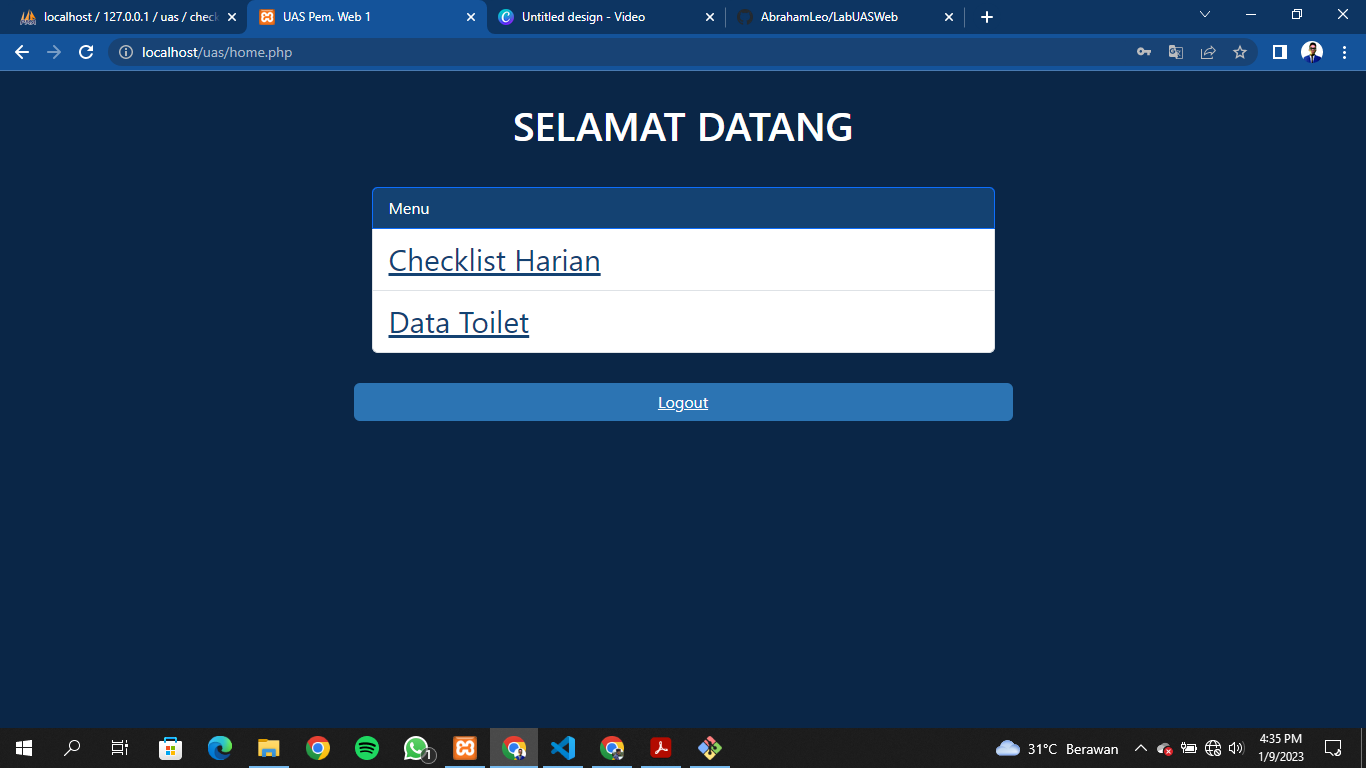 localhost / 127.0.0.1 / uas / check
UAS Pem. Web 1
Untitled design - Video
AbrahamLeo/LabUASWeb
localhost/uas/home.php
SELAMAT DATANG
Menu
Checklist Harian
Data Toilet
Logout
1
31°C Berawan
4:35 PM
1/9/2023